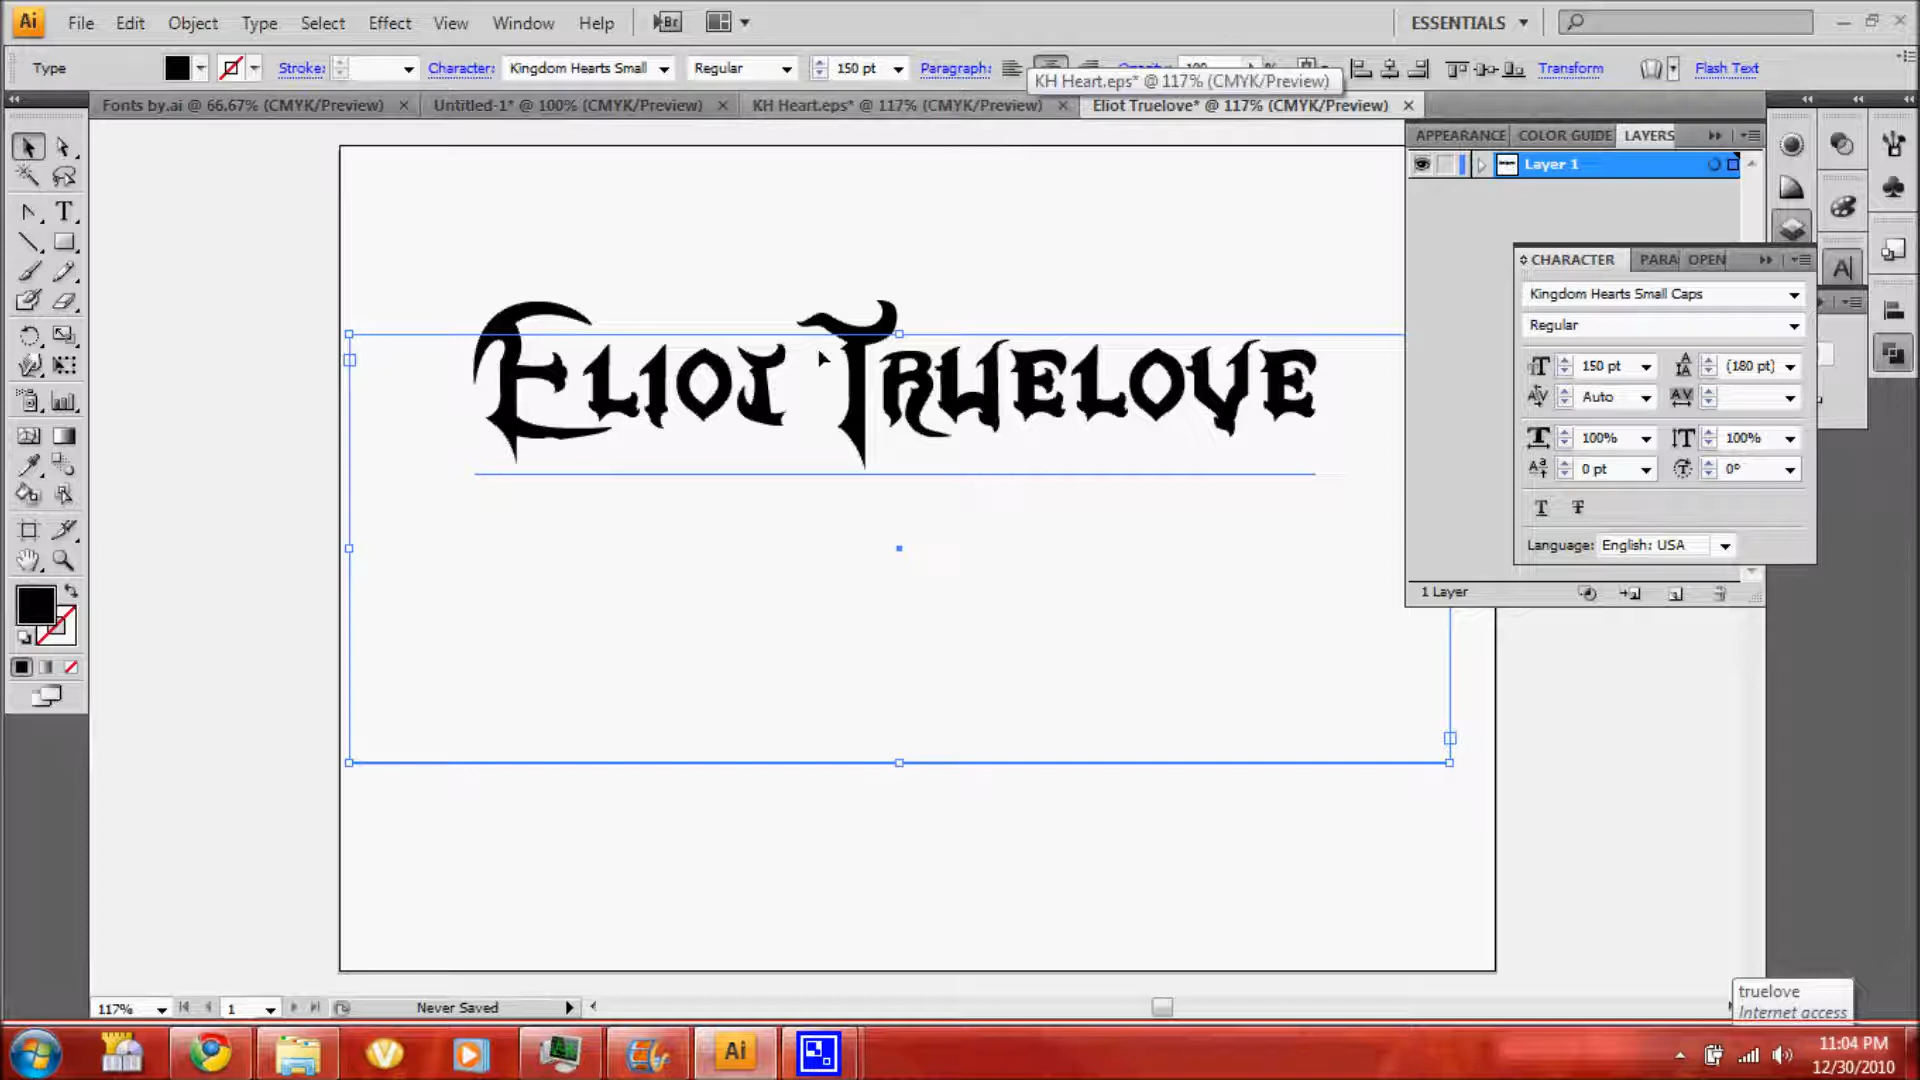 Ai File Edit Object Type Select Effect View Window Help Br ESSENTIALS
Type Stroke: Character: Kingdom Hearts Small Regular 150 pt Paragraph: Transform Flash Text
KH Heart.eps* @ 117% (CMYK/Preview)
Fonts by.ai @ 66.67% (CMYK/Preview) Untitled-1* @ 100% (CMYK/Preview) KH Heart.eps* @ 117% (CMYK/Preview) Eliot Truelove* @ 117% (CMYK/Preview)
APPEARANCE COLOR GUIDE LAYERS
Layer 1
CHARACTER PARA OPEN
Kingdom Hearts Small Caps
Regular
150 pt (180 pt)
Auto
100% 100%
0 pt 0°
Language: English: USA
1 Layer
Eliot Truelove
117% 1 Never Saved
truelove
Internet access
Ai
11:04 PM
12/30/2010